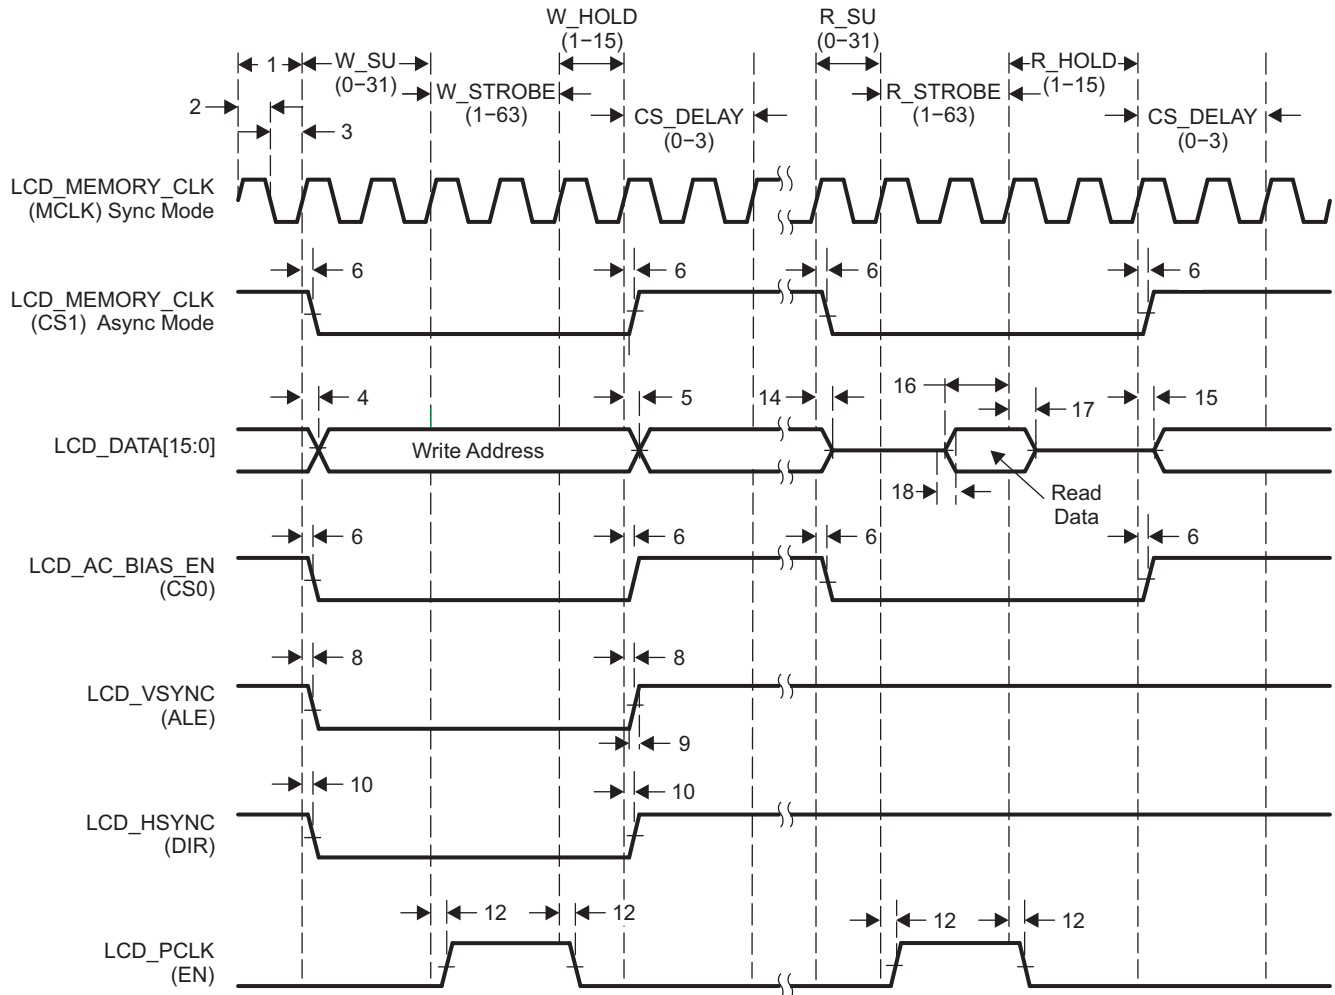 W_HOLD
(1−15)
R_SU
(0−31)
1
W_SU
(0−31)
R_HOLD
(1−15)
2
W_STROBE
(1−63)
R_STROBE
(1−63)
CS_DELAY
(0−3)
CS_DELAY
(0−3)
3
LCD_MEMORY_CLK
(MCLK) Sync Mode
6
6
6
6
LCD_MEMORY_CLK
(CS1) Async Mode
4
5
14
16
17
15
LCD_DATA[15:0]
Write Address
18
Read
Data
6
6
6
6
LCD_AC_BIAS_EN
(CS0)
8
8
LCD_VSYNC
(ALE)
9
10
10
LCD_HSYNC
(DIR)
12
12
12
12
LCD_PCLK
(EN)